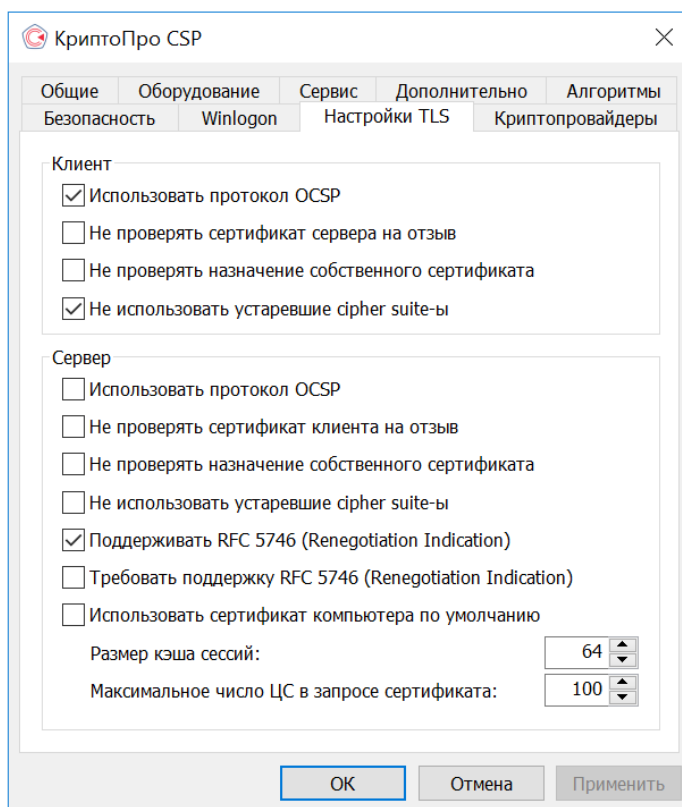 КриптоПро CSP
Общие Оборудование Сервис Дополнительно Алгоритмы
Безопасность Winlogon Настройки TLS Криптопровайдеры
Клиент
Использовать протокол OCSP
Не проверять сертификат сервера на отзыв
Не проверять назначение собственного сертификата
Не использовать устаревшие cipher suite-ы
Сервер
Использовать протокол OCSP
Не проверять сертификат клиента на отзыв
Не проверять назначение собственного сертификата
Не использовать устаревшие cipher suite-ы
Поддерживать RFC 5746 (Renegotiation Indication)
Требовать поддержку RFC 5746 (Renegotiation Indication)
Использовать сертификат компьютера по умолчанию
Размер кэша сессий: 64
Максимальное число ЦС в запросе сертификата: 100
ОК Отмена Применить